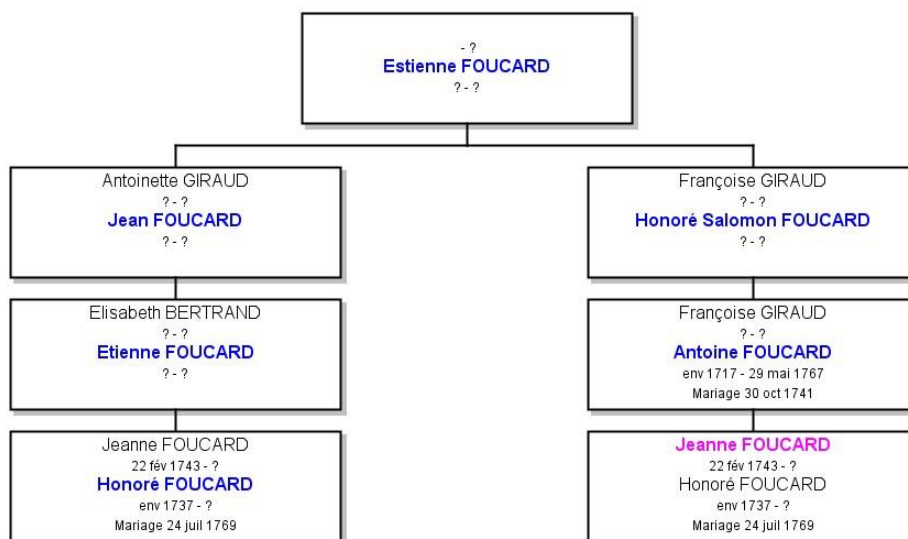 - ?
Estienne FOUCARD
? - ?
Antoinette GIRAUD
? - ?
Jean FOUCARD
? - ?
Françoise GIRAUD
? - ?
Honoré Salomon FOUCARD
? - ?
Elisabeth BERTRAND
? - ?
Etienne FOUCARD
? - ?
Françoise GIRAUD
? - ?
Antoine FOUCARD
env 1717 - 29 mai 1767
Mariage 30 oct 1741
Jeanne FOUCARD
22 fév 1743 - ?
Honoré FOUCARD
env 1737 - ?
Mariage 24 juil 1769
Jeanne FOUCARD
22 fév 1743 - ?
Honoré FOUCARD
env 1737 - ?
Mariage 24 juil 1769